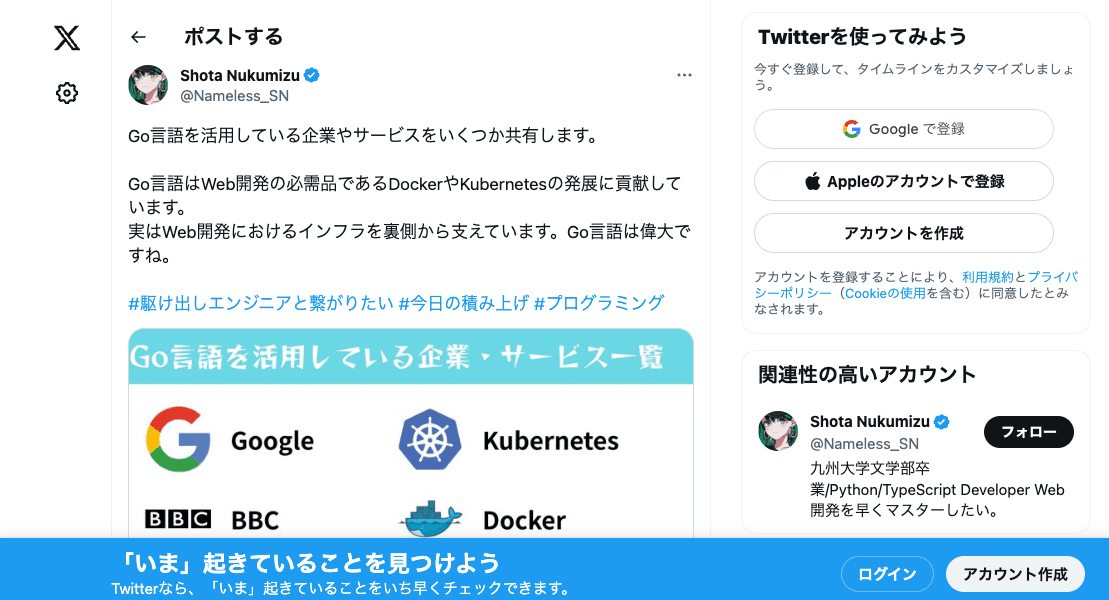 ポストする
Shota Nukumizu
@Nameless_SN
Go言語を活用している企業やサービスをいくつか共有します。
Go言語はWeb開発の必需品であるDockerやKubernetesの発展に貢献して
います。
実はWeb開発におけるインフラを裏側から支えています。Go言語は偉大で
すね。
#駆け出しエンジニアと繋がりたい #今日の積み上げ #プログラミング
Go言語を活用している企業・サービス一覧
Google
Kubernetes
BBC BBC
Docker
Twitterを使ってみよう
今すぐ登録して、タイムラインをカスタマイズしましょ
う。
Google で登録
Appleのアカウントで登録
アカウントを作成
アカウントを登録することにより、利用規約とプライバ
シーポリシー（Cookieの使用を含む）に同意したとみ
なされます。
関連性の高いアカウント
Shota Nukumizu
@Nameless_SN
フォロー
九州大学文学部卒
業/Python/TypeScript Developer Web
開発を早くマスターしたい。
「いま」起きていることを見つけよう
Twitterなら、「いま」起きていることをいち早くチェックできます。
ログイン
アカウント作成